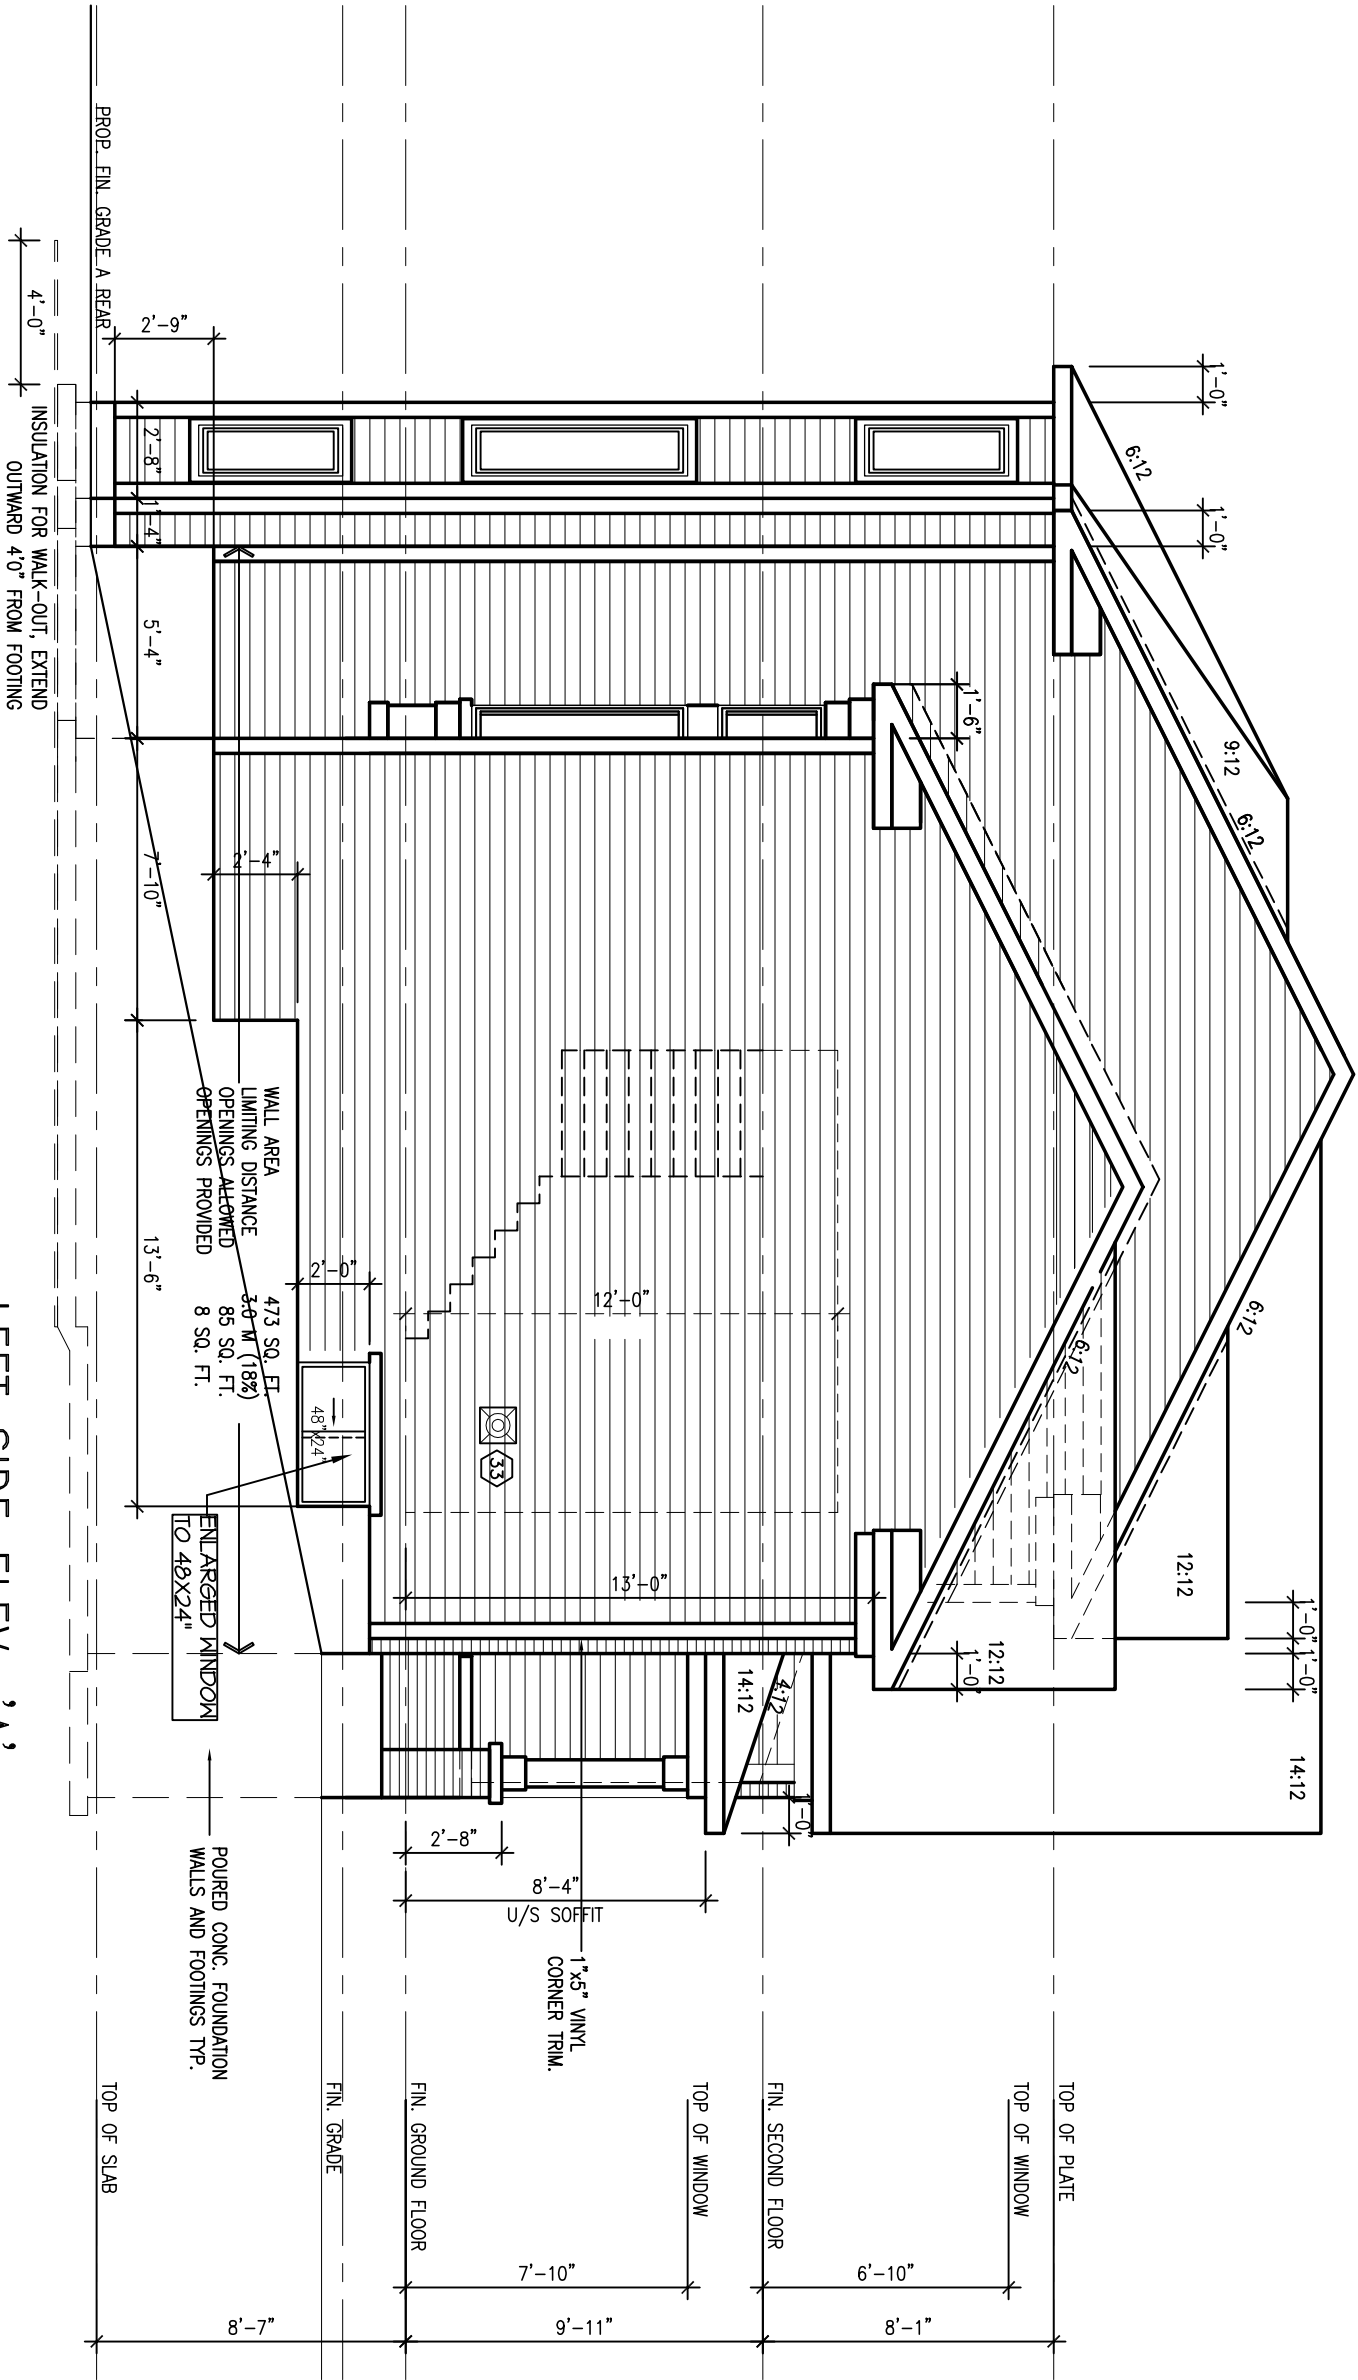 1'-0"
6:12
1'-0"
9:12
6:12
1'-6"
6:12
6:12
12:12
1'-0"
1'-0"
12:12
1'-0"
14:12
14:12
4:12
1'-0"
PROP. FIN. GRADE A REAR
4'-0"
INSULATION FOR WALK-OUT, EXTEND
OUTWARD 4'0" FROM FOOTING
2'-9"
2'-8"
1'-4"
5'-4"
7'-10"
2'-4"
13'-6"
2'-0"
12'-0"
13'-0"
WALL AREA 473 SQ. FT.
LIMITING DISTANCE 3.0 M (18%)
OPENINGS ALLOWED 85 SQ. FT.
OPENINGS PROVIDED 8 SQ. FT.
48"x24"
33
ENLARGED WINDOW
TO 48X24"
POURED CONC. FOUNDATION
WALLS AND FOOTINGS TYP.
2'-8"
8'-4"
U/S SOFFIT
1"x5" VINYL
CORNER TRIM.
TOP OF PLATE
TOP OF WINDOW
FIN. SECOND FLOOR
TOP OF WINDOW
FIN. GROUND FLOOR
FIN. GRADE
TOP OF SLAB
6'-10"
7'-10"
8'-1"
9'-11"
8'-7"
LEFT SIDE ELEV. 'A'